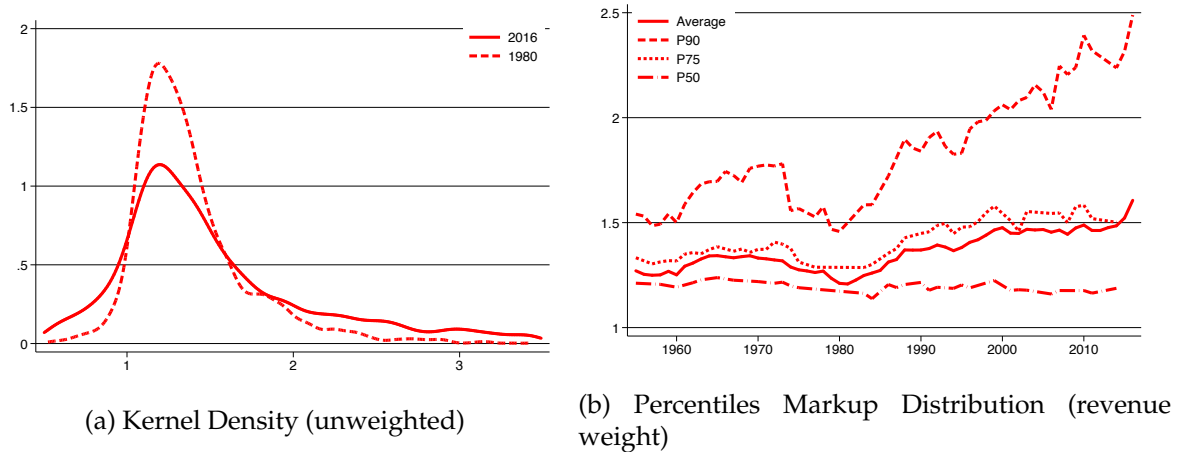 2
1.5
1
.5
0
1
2
3
2016
1980
(a) Kernel Density (unweighted)
2.5
2
1.5
1
1960
1970
1980
1990
2000
2010
Average
P90
P75
P50
(b) Percentiles Markup Distribution (revenue
weight)